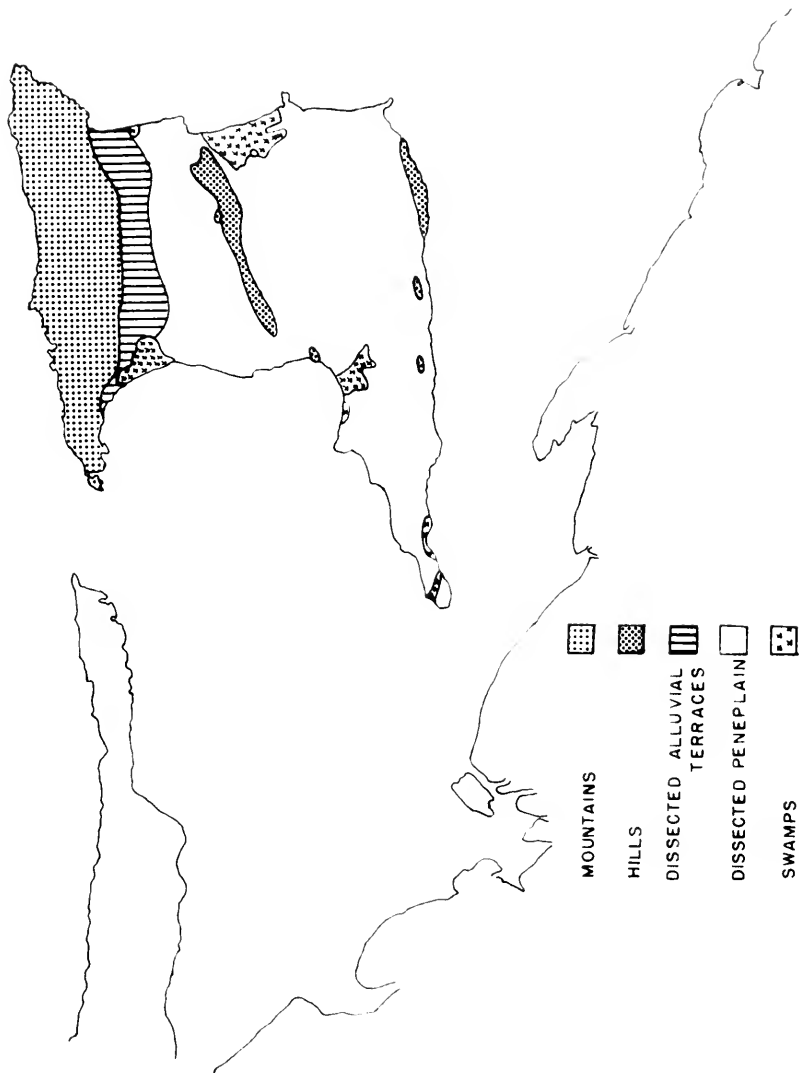 MOUNTAINS
HILLS
DISSECTED ALLUVIAL
TERRACES
DISSECTED PENEPLAIN
SWAMPS